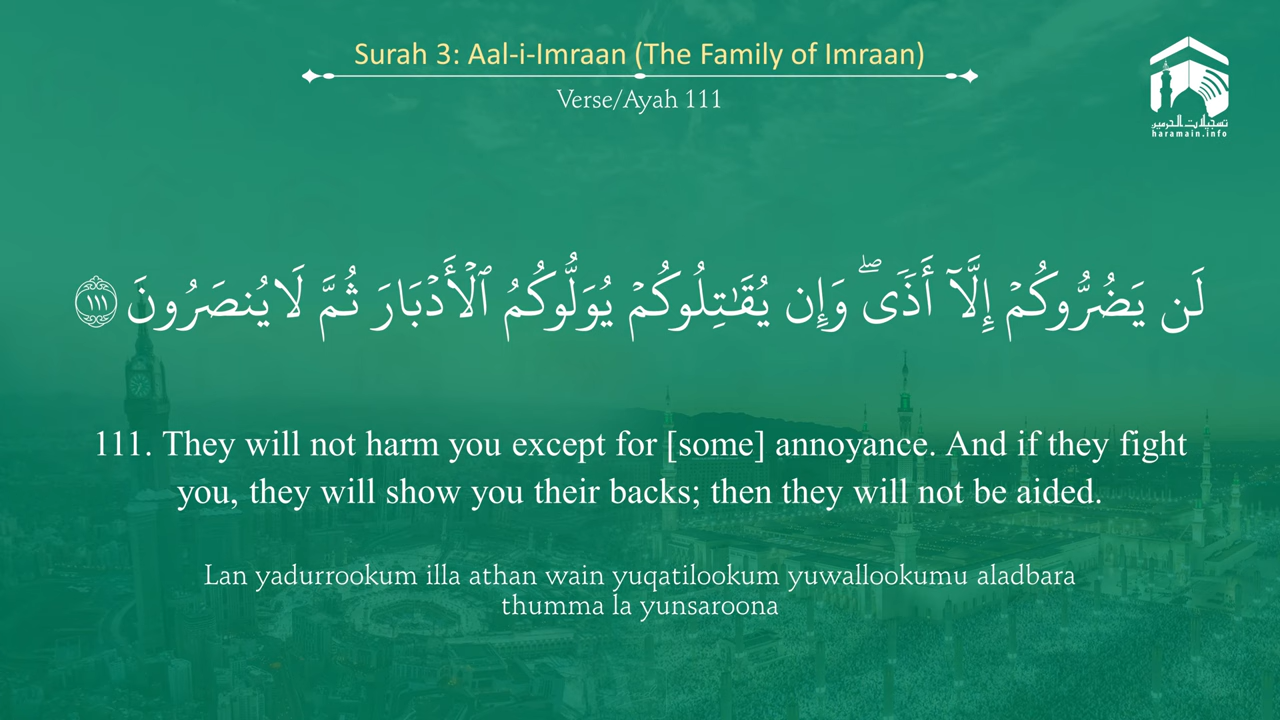 Surah 3: Aal-i-Imraan (The Family of Imraan)
Verse/Ayah 111
تسجيلات الحرمين
haramain.info
لَن يَضُرُّوكُمْ إِلَّآ أَذًۭى ۖ وَإِن يُقَـٰتِلُوكُمْ يُوَلُّوكُمُ ٱلْأَدْبَارَ ثُمَّ لَا يُنصَرُونَ ١١١
111. They will not harm you except for [some] annoyance. And if they fight
you, they will show you their backs; then they will not be aided.
Lan yadurrookum illa athan wain yuqatilookum yuwallookumu aladbara
thumma la yunsaroona